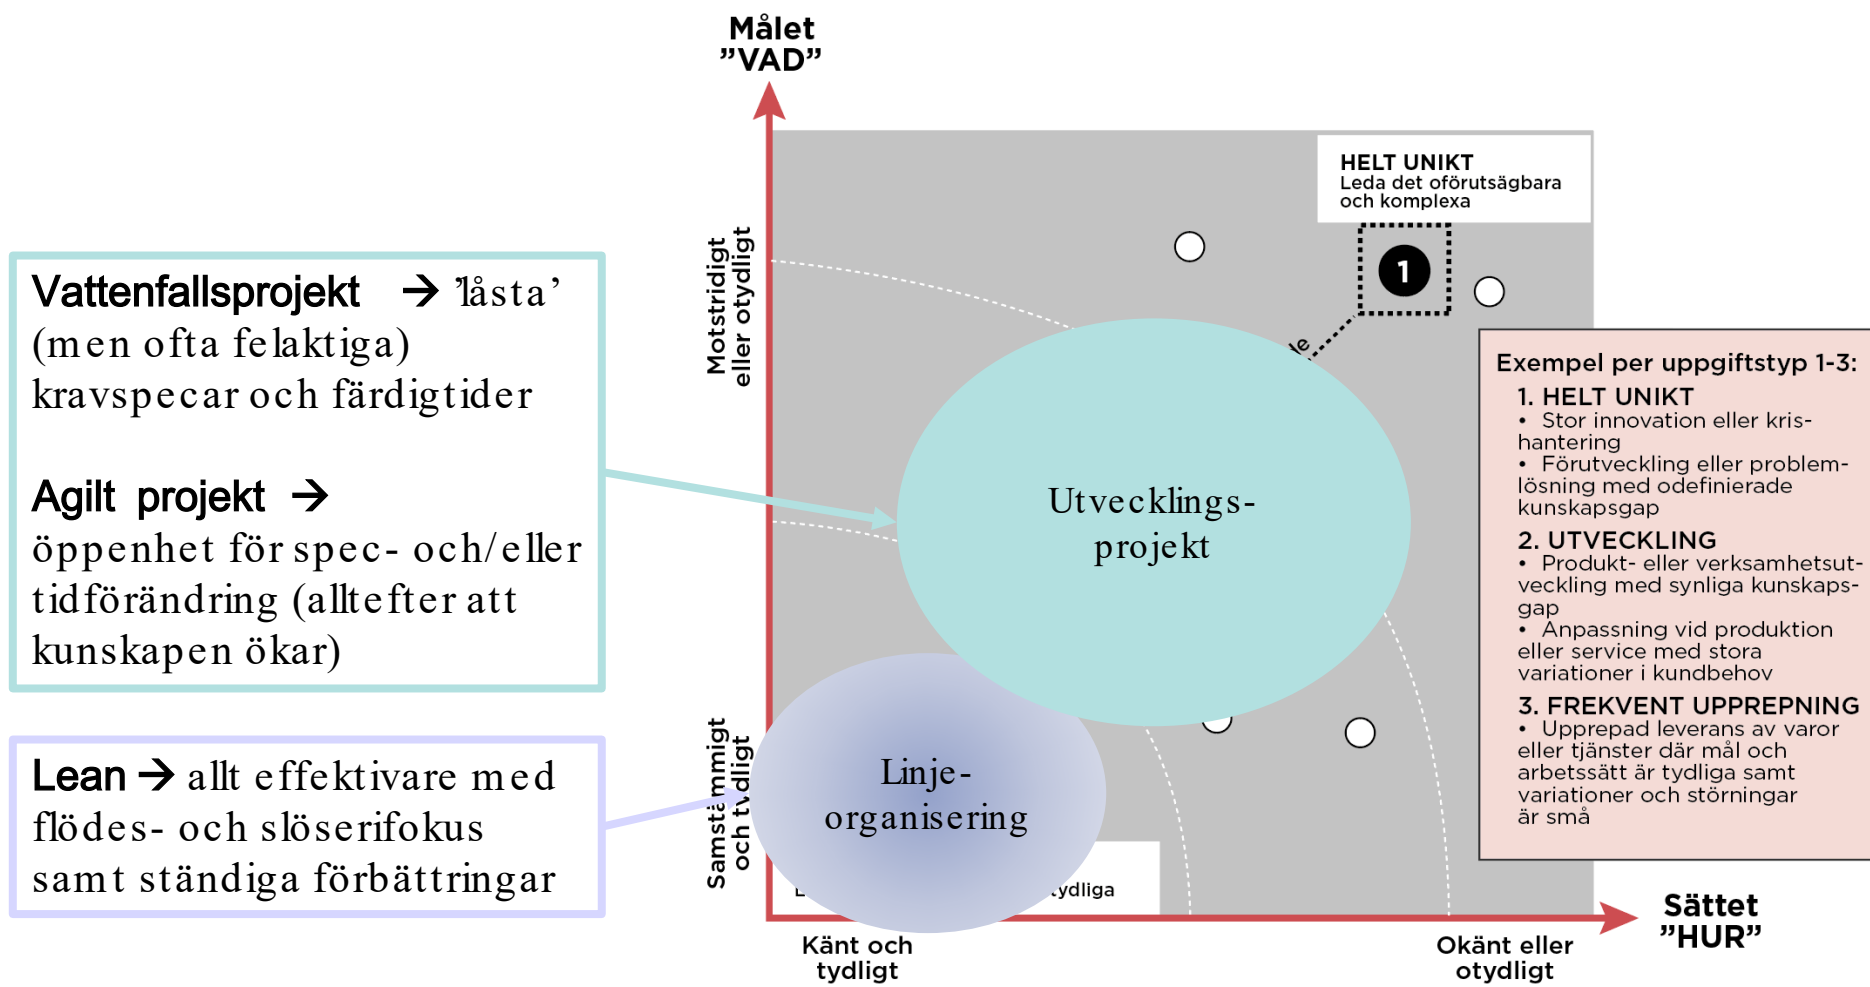 Målet
”VAD”
HELT UNIKT
Leda det oförutsägbara
och komplexa
1
Motstridigt
eller otydligt
Vattenfallsprojekt → ’låsta’
(men ofta felaktiga)
kravspecar och färdigtider
Agilt projekt →
öppenhet för spec- och/eller
tidförändring (alltefter att
kunskapen ökar)
Utvecklings-
projekt
Exempel per uppgiftstyp 1-3:
1. HELT UNIKT
• Stor innovation eller kris-
hantering
• Förutveckling eller problem-
lösning med odefinierade
kunskapsgap
2. UTVECKLING
• Produkt- eller verksamhetsut-
veckling med synliga kunskaps-
gap
• Anpassning vid produktion
eller service med stora
variationer i kundbehov
3. FREKVENT UPPREPNING
• Upprepad leverans av varor
eller tjänster där mål och
arbetssätt är tydliga samt
variationer och störningar
är små
Lean → allt effektivare med
flödes- och slöserifokus
samt ständiga förbättringar
Samstämmigt
och tydligt
Linje-
organisering
Känt och
tydligt
Okänt eller
otydligt
Sättet
”HUR”